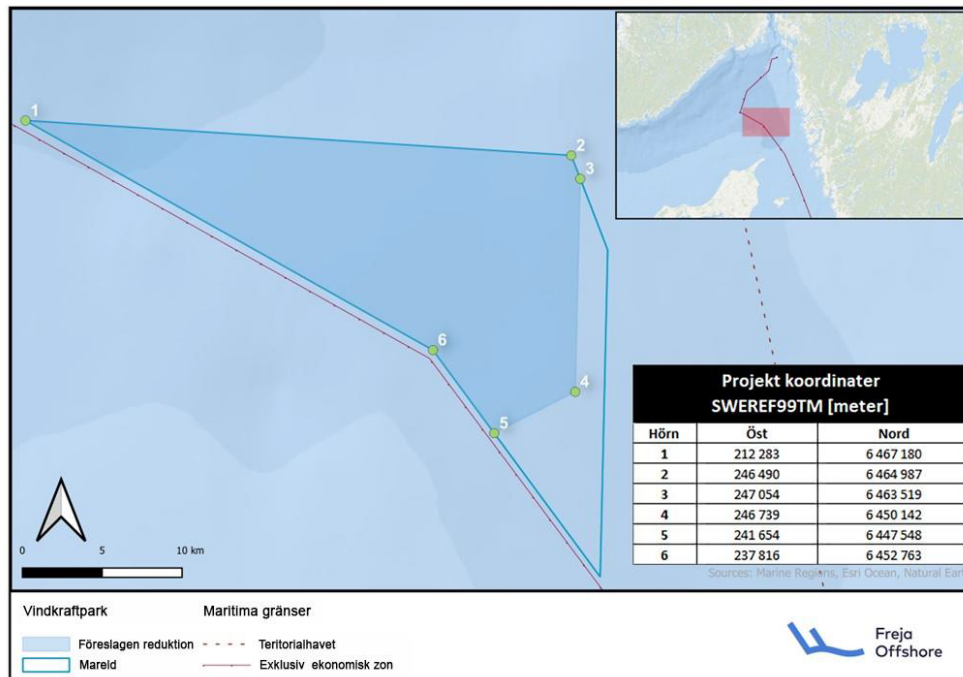 1
2
3
6
4
5
0 5 10 km
Projekt koordinater
SWEREF99TM [meter]
Hörn Öst Nord
1 212 283 6 467 180
2 246 490 6 464 987
3 247 054 6 463 519
4 246 739 6 450 142
5 241 654 6 447 548
6 237 816 6 452 763
Sources: Marine Regions, Esri Ocean, Natural Eart
Vindkraftpark Maritima gränser
Föreslagen reduktion Teritorialhavet
Mareld Exklusiv ekonomisk zon
Freja
Offshore